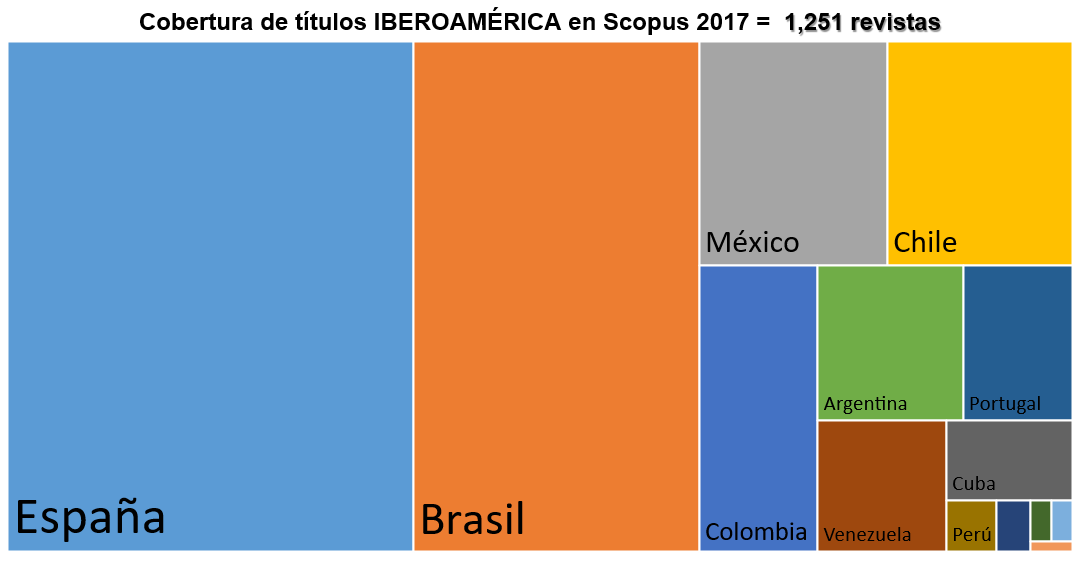 Cobertura de títulos IBEROAMÉRICA en Scopus 2017 = 1,251 revistas
México
Chile
Argentina
Portugal
Cuba
España
Brasil
Colombia
Venezuela
Perú